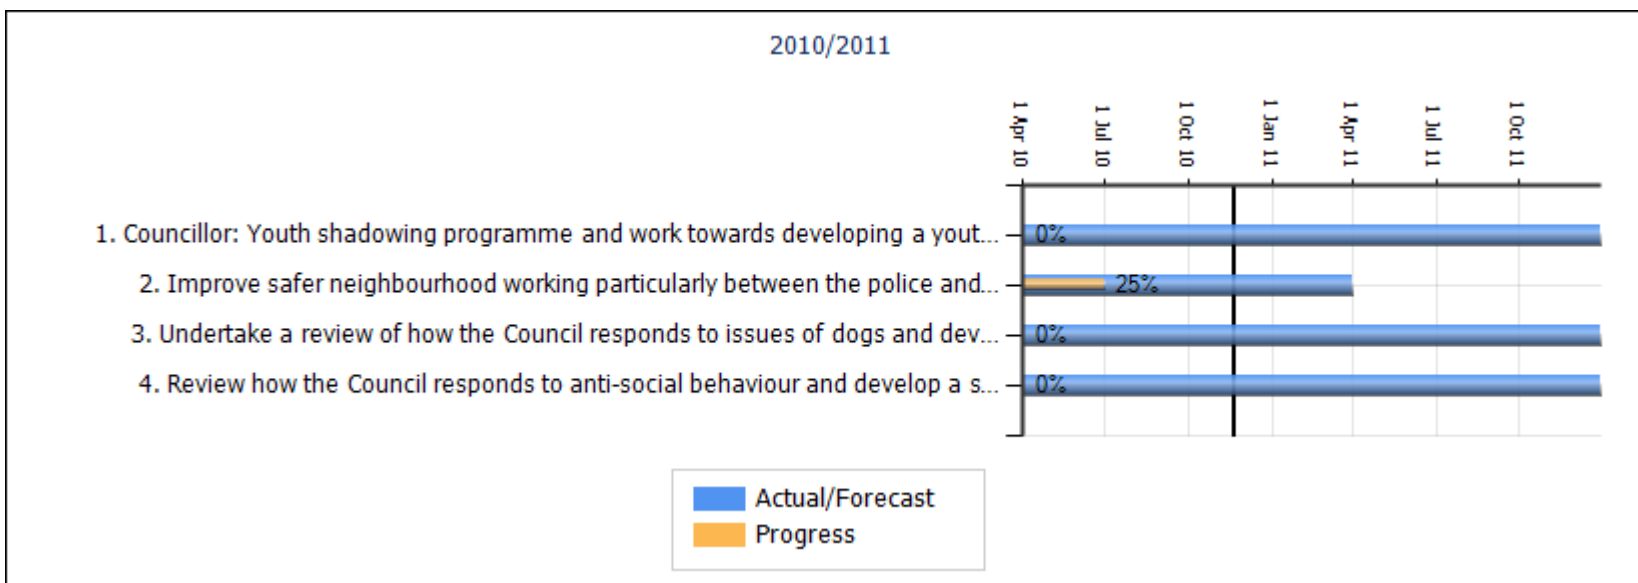 2010/2011
1 Apr 10
1 Jul 10
1 Oct 10
1 Jan 11
1 Apr 11
1 Jul 11
1 Oct 11
1. Councillor: Youth shadowing programme and work towards developing a yout... 0%
2. Improve safer neighbourhood working particularly between the police and... 25%
3. Undertake a review of how the Council responds to issues of dogs and dev... 0%
4. Review how the Council responds to anti-social behaviour and develop a s... 0%
Actual/Forecast
Progress